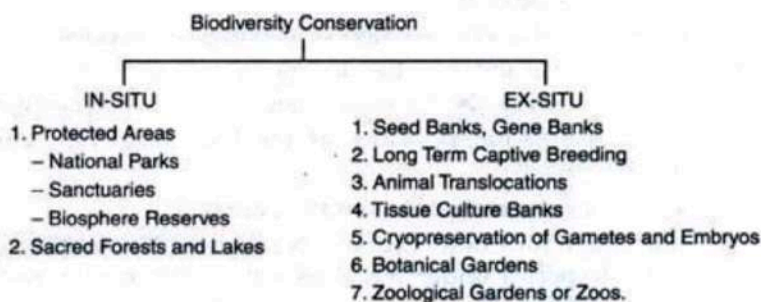 Biodiversity Conservation
IN-SITU
1. Protected Areas
– National Parks
– Sanctuaries
– Biosphere Reserves
2. Sacred Forests and Lakes
EX-SITU
1. Seed Banks, Gene Banks
2. Long Term Captive Breeding
3. Animal Translocations
4. Tissue Culture Banks
5. Cryopreservation of Gametes and Embryos
6. Botanical Gardens
7. Zoological Gardens or Zoos.